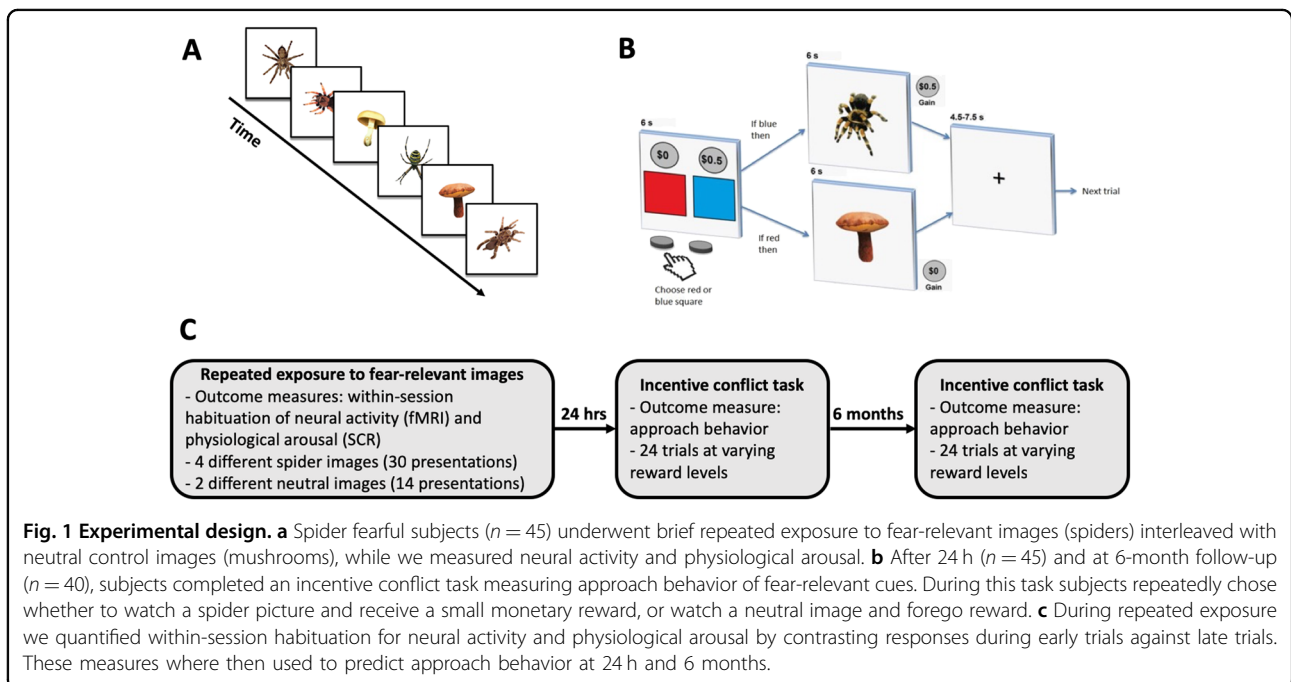 A
Time
B
6 s
$0
$0.5
Choose red or
blue square
If blue
then
If red
then
6 s
$0.5
Gain
6 s
$0
Gain
4.5-7.5 s
+
Next trial
C
Repeated exposure to fear-relevant images
- Outcome measures: within-session
habituation of neural activity (fMRI) and
physiological arousal (SCR)
- 4 different spider images (30 presentations)
- 2 different neutral images (14 presentations)
24 hrs
Incentive conflict task
- Outcome measure:
approach behavior
- 24 trials at varying
reward levels
6 months
Incentive conflict task
- Outcome measure:
approach behavior
- 24 trials at varying
reward levels
Fig. 1 Experimental design. a Spider fearful subjects (n = 45) underwent brief repeated exposure to fear-relevant images (spiders) interleaved with
neutral control images (mushrooms), while we measured neural activity and physiological arousal. b After 24 h (n = 45) and at 6-month follow-up
(n = 40), subjects completed an incentive conflict task measuring approach behavior of fear-relevant cues. During this task subjects repeatedly chose
whether to watch a spider picture and receive a small monetary reward, or watch a neutral image and forego reward. c During repeated exposure
we quantified within-session habituation for neural activity and physiological arousal by contrasting responses during early trials against late trials.
These measures where then used to predict approach behavior at 24 h and 6 months.